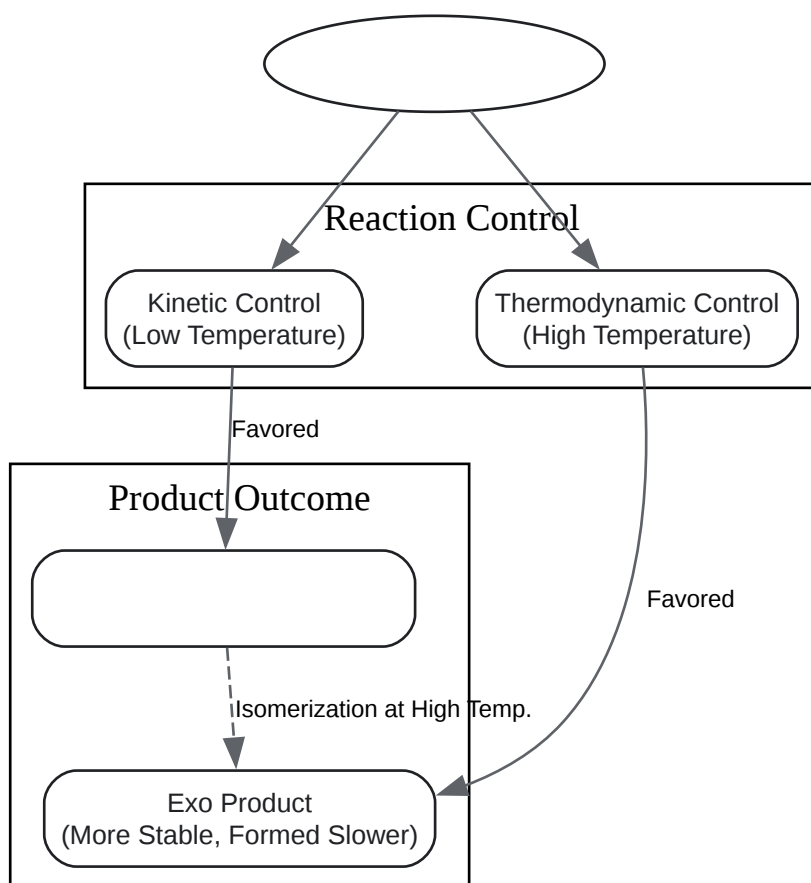 Reaction Control
Kinetic Control
(Low Temperature)
Thermodynamic Control
(High Temperature)
Favored
Product Outcome
Favored
Isomerization at High Temp.
Exo Product
(More Stable, Formed Slower)